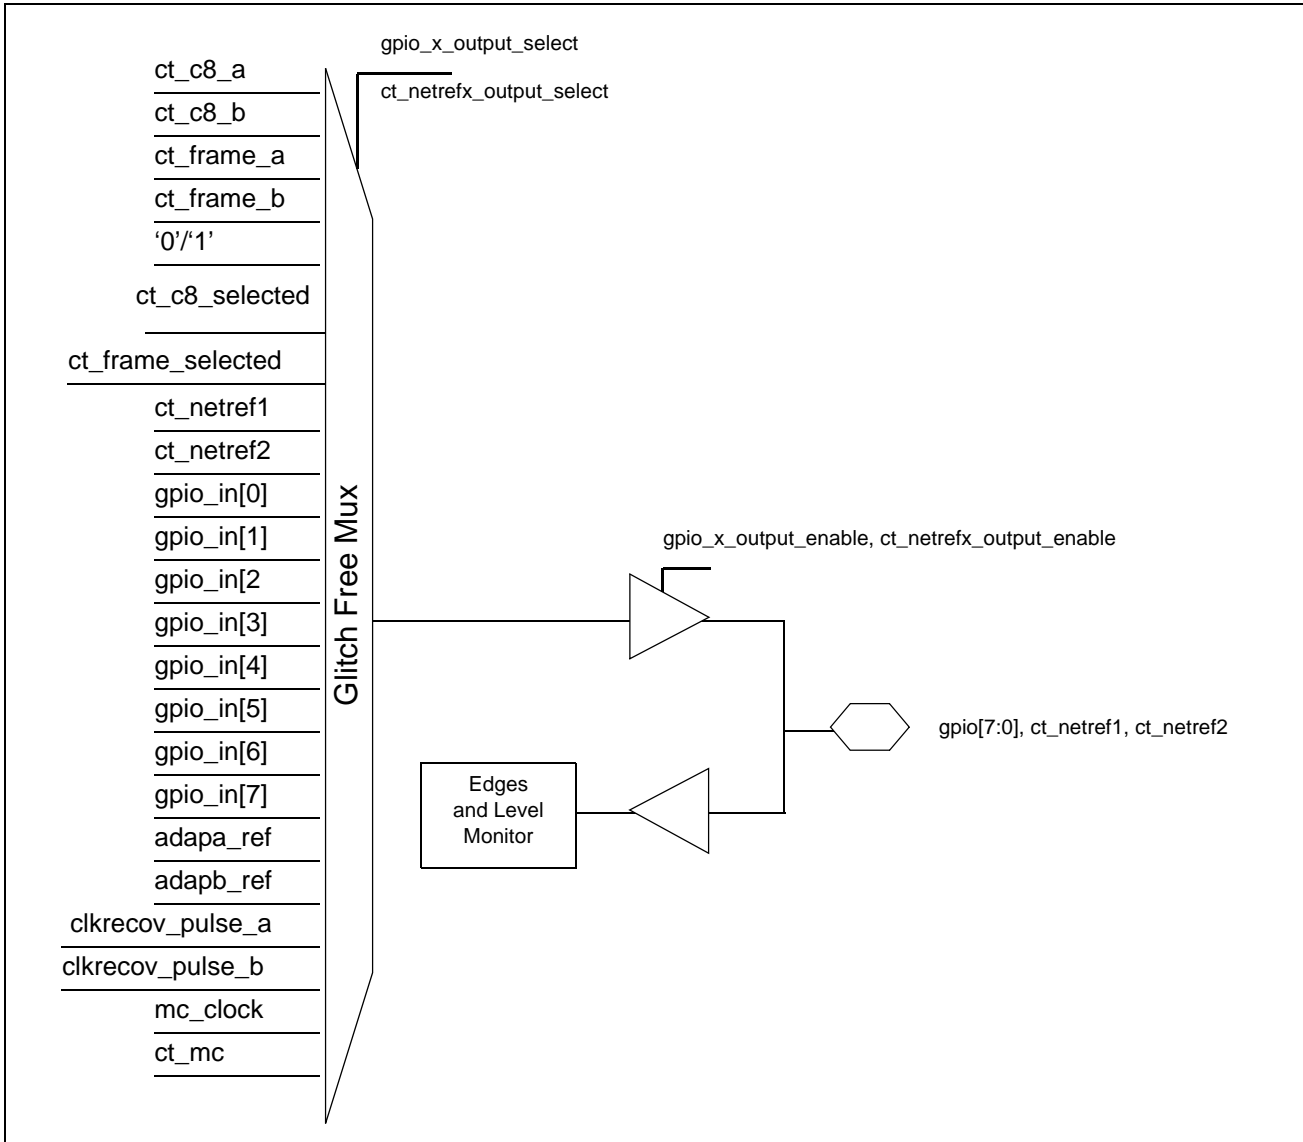 gpio_x_output_select
ct_netrefx_output_select
ct_c8_a
ct_c8_b
ct_frame_a
ct_frame_b
‘0’/‘1’
ct_c8_selected
ct_frame_selected
ct_netref1
ct_netref2
gpio_in[0]
gpio_in[1]
gpio_in[2
gpio_in[3]
gpio_in[4]
gpio_in[5]
gpio_in[6]
gpio_in[7]
adapa_ref
adapb_ref
clkrecov_pulse_a
clkrecov_pulse_b
mc_clock
ct_mc
Glitch Free Mux
gpio_x_output_enable, ct_netrefx_output_enable
gpio[7:0], ct_netref1, ct_netref2
Edges
and Level
Monitor